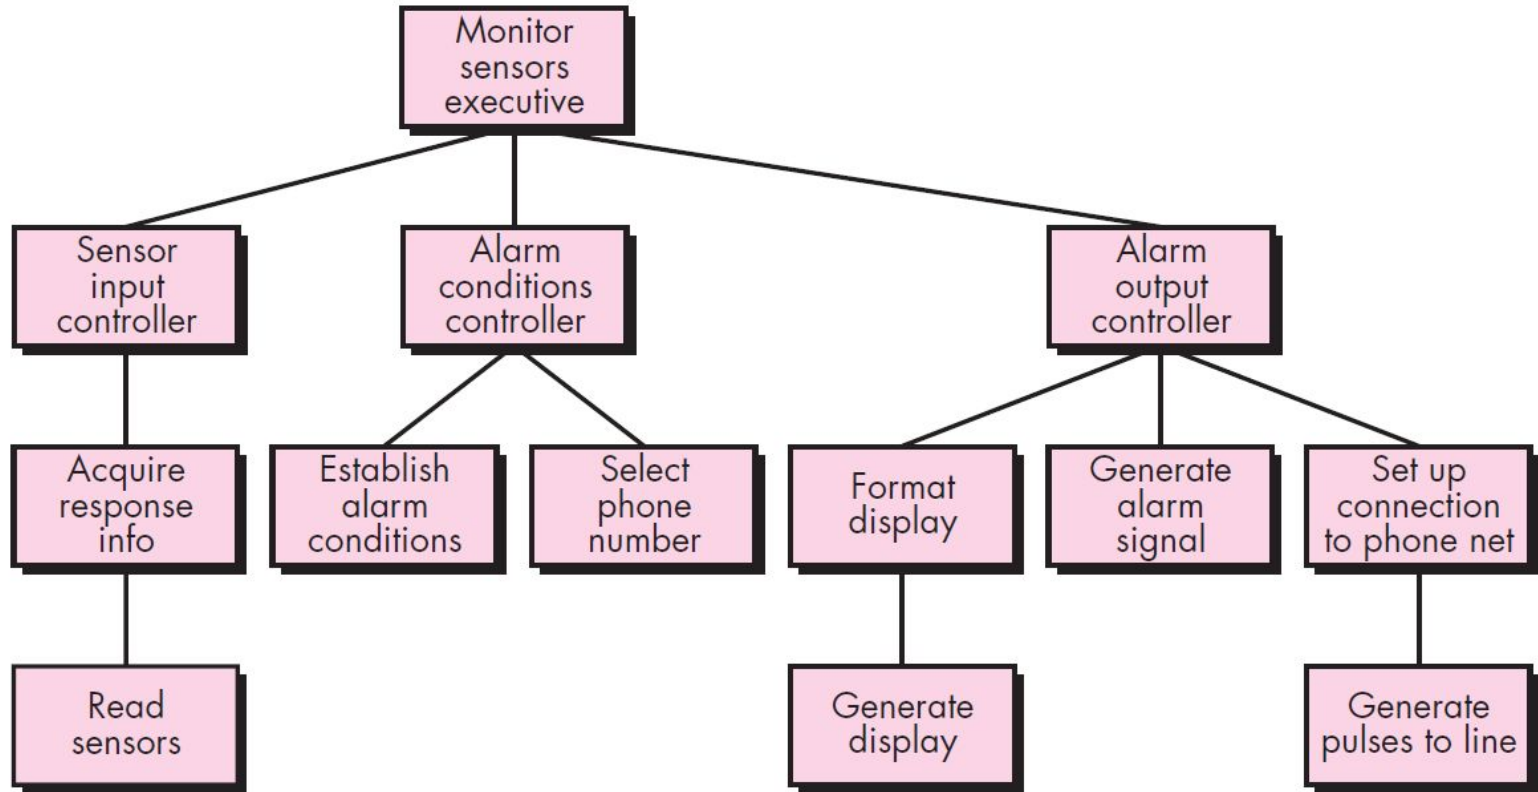 Monitor
sensors
executive
Sensor
input
controller
Alarm
conditions
controller
Alarm
output
controller
Acquire
response
info
Establish
alarm
conditions
Select
phone
number
Format
display
Generate
alarm
signal
Set up
connection
to phone net
Read
sensors
Generate
display
Generate
pulses to line